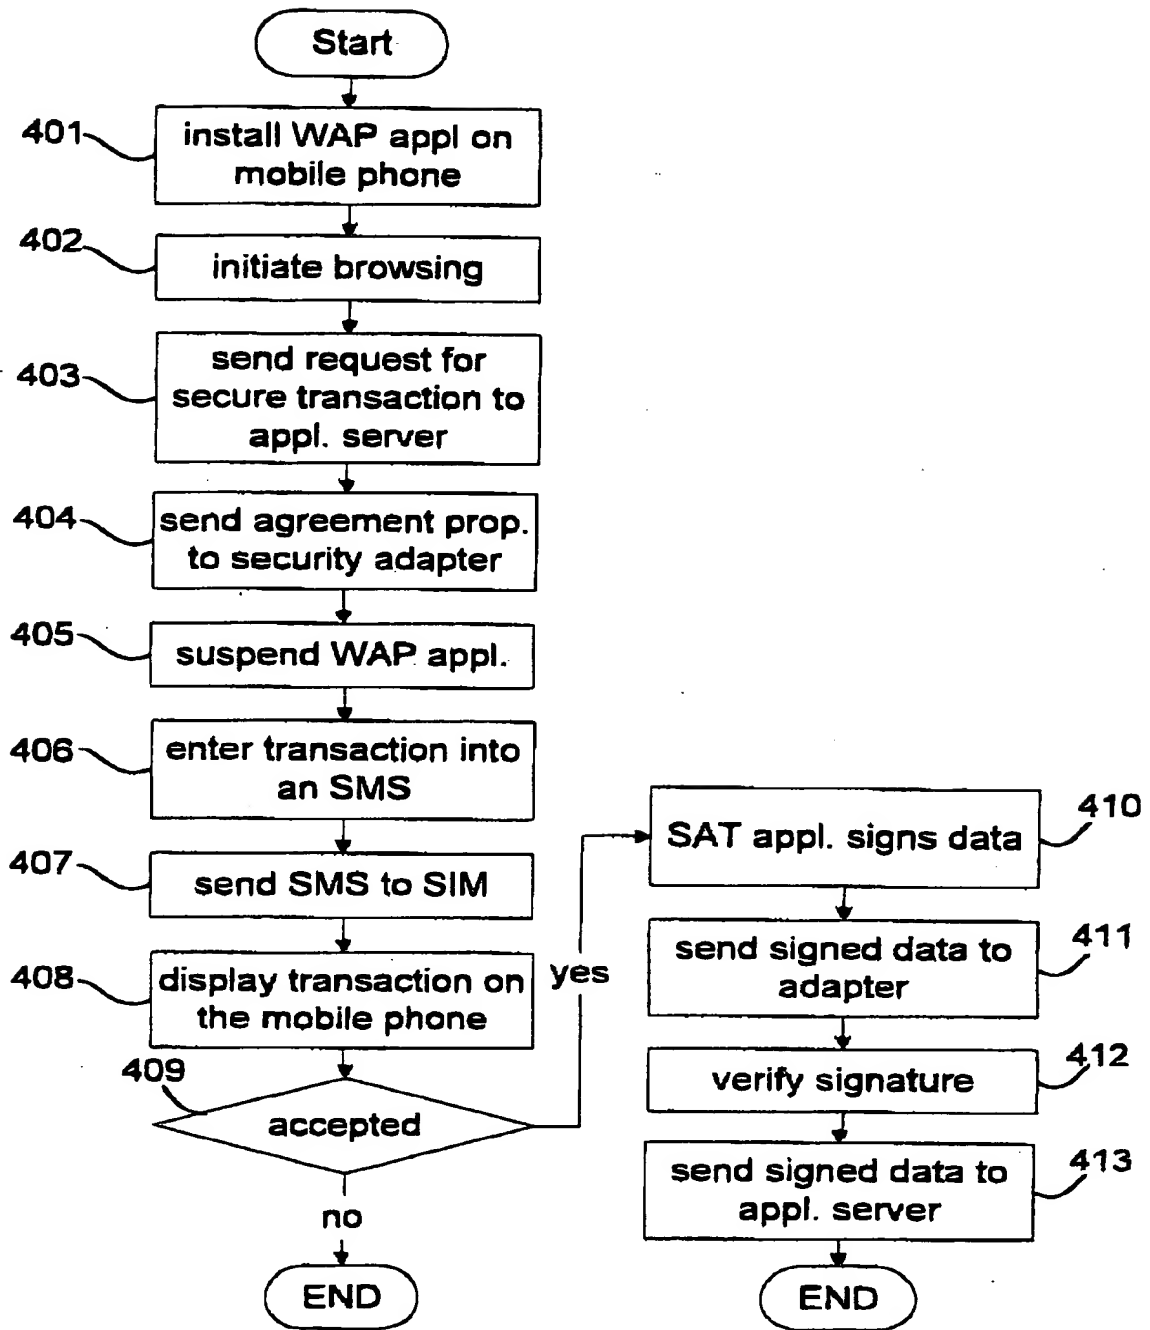 Start
401
install WAP appl on
mobile phone
402
initiate browsing
403
send request for
secure transaction to
appl. server
404
send agreement prop.
to security adapter
405
suspend WAP appl.
406
enter transaction into
an SMS
407
send SMS to SIM
408
display transaction on
the mobile phone
409
accepted
no
END
yes
410
SAT appl. signs data
411
send signed data to
adapter
412
verify signature
413
send signed data to
appl. server
END